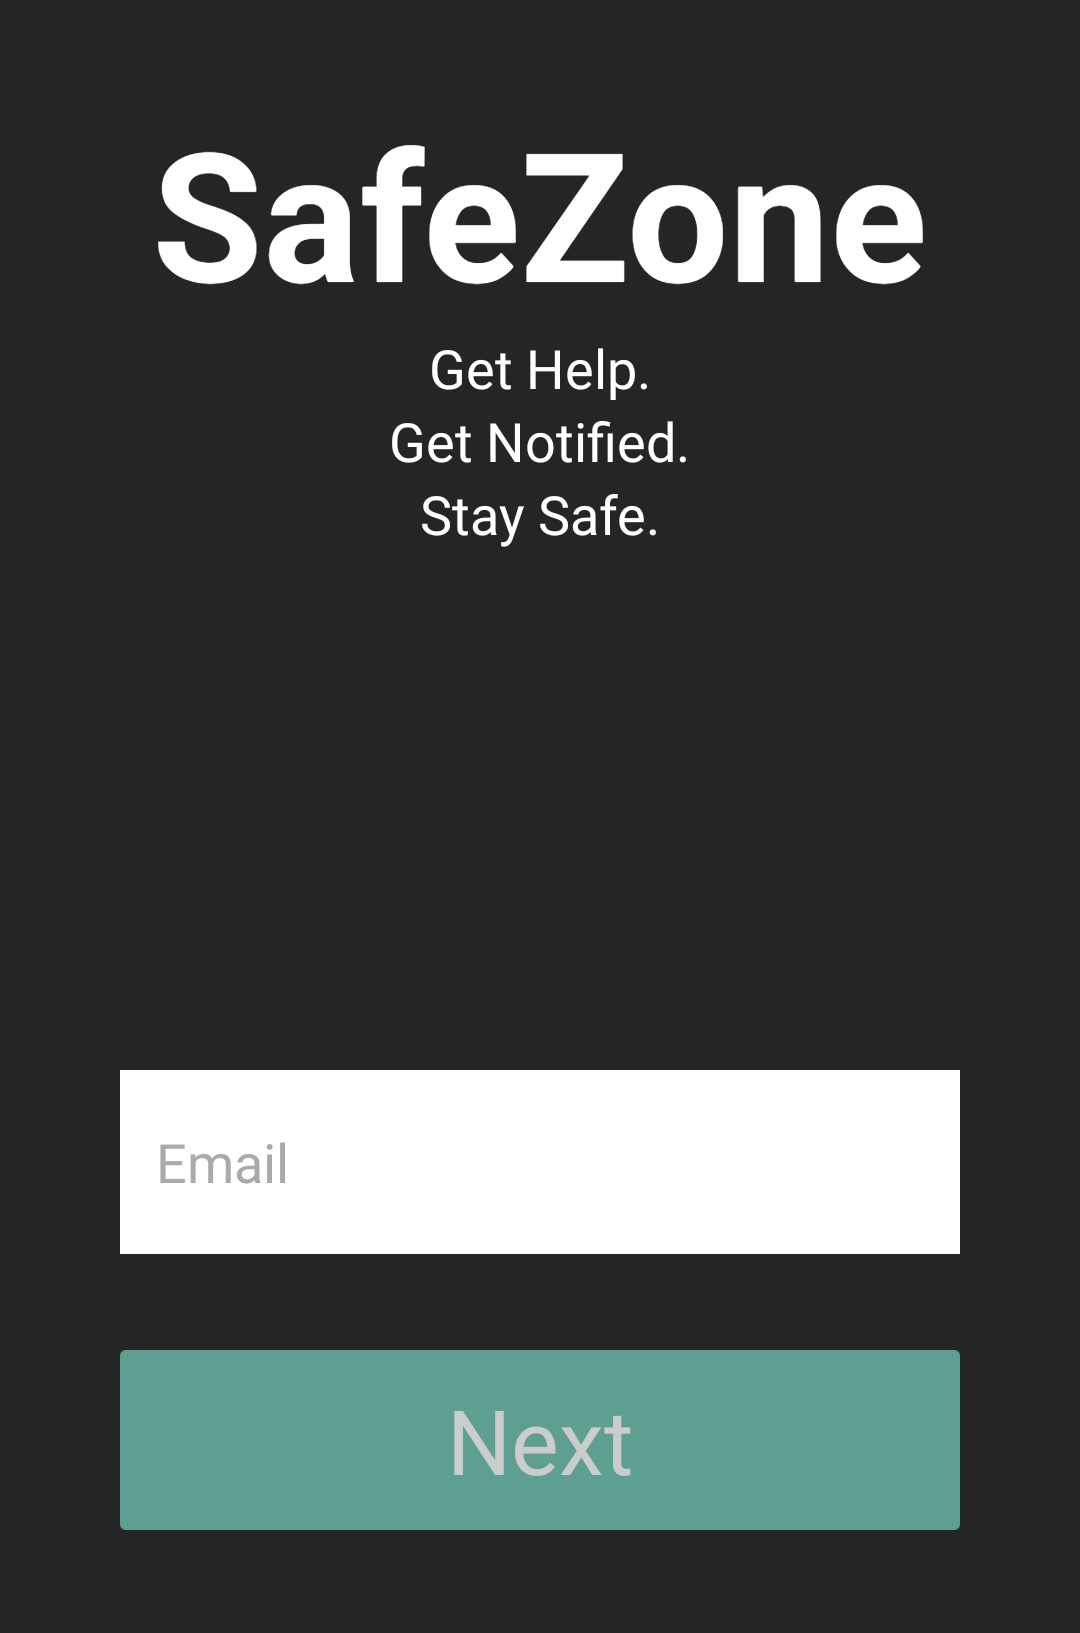 SafeZone
Get Help.
Get Notified.
Stay Safe.
Email
Next